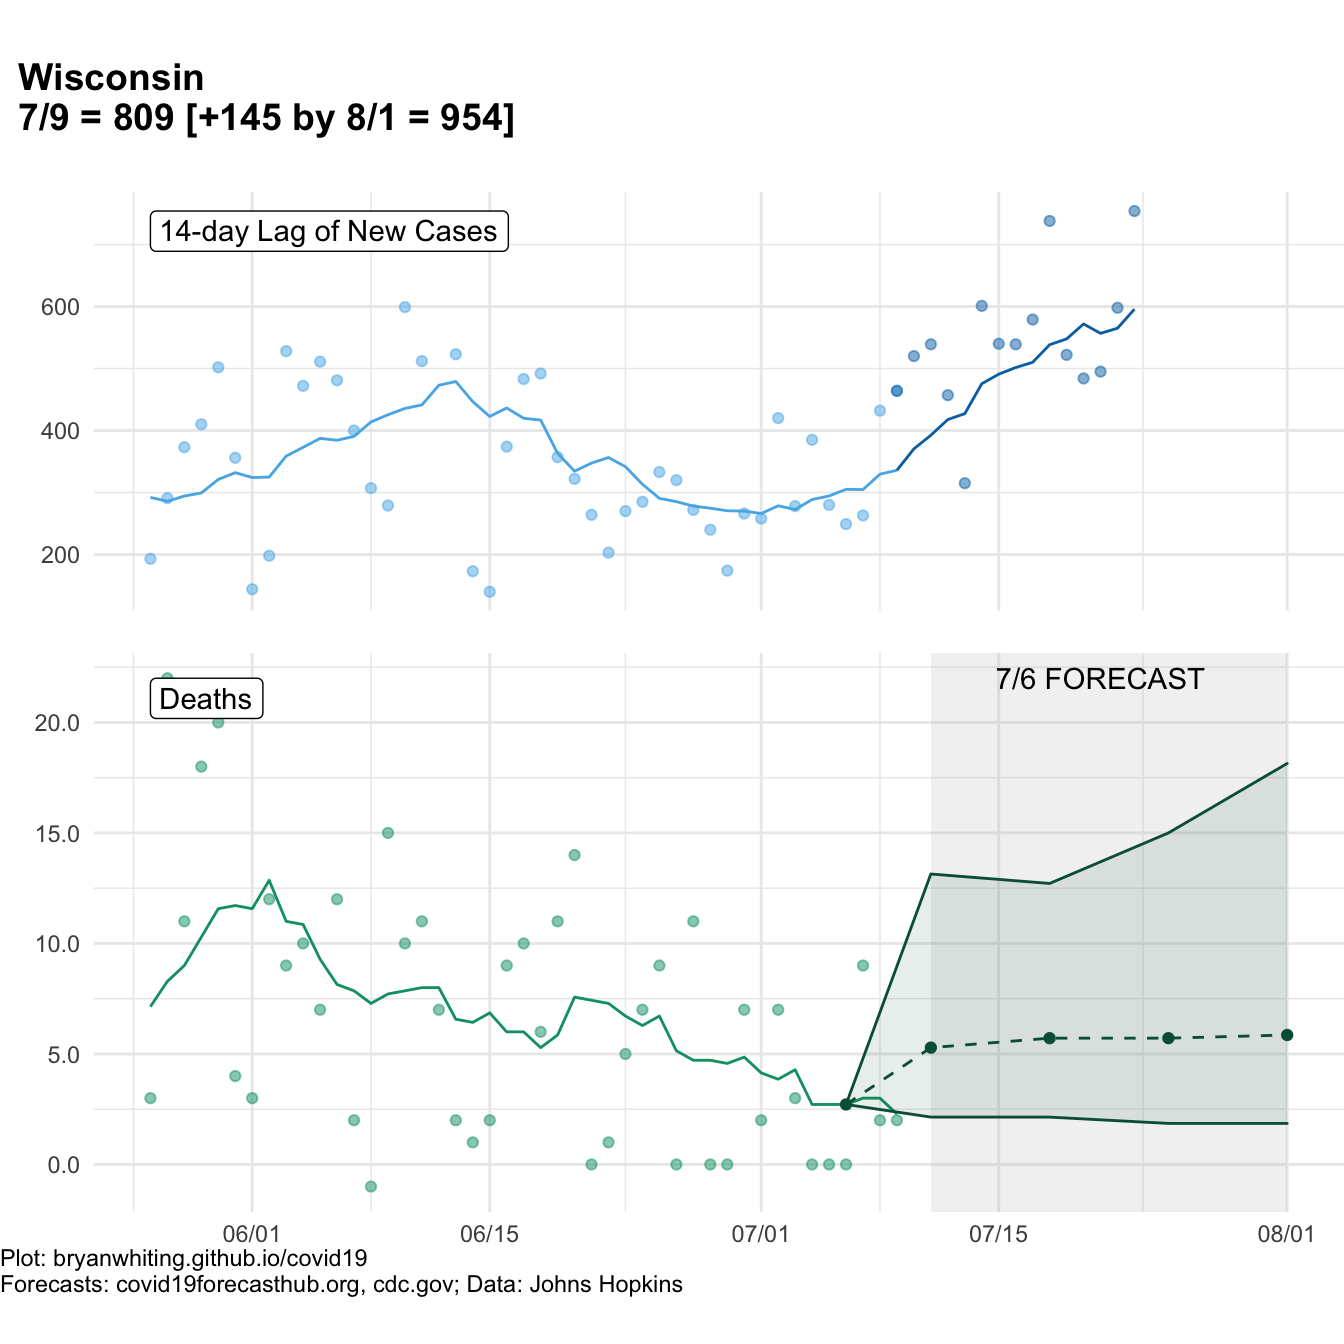 Wisconsin
7/9 = 809 [+145 by 8/1 = 954]
14-day Lag of New Cases
600
400
200
7/6 FORECAST
Deaths
20.0
15.0
10.0
5.0
0.0
06/01 06/15 07/01 07/15 08/01
Plot: bryanwhiting.github.io/covid19
Forecasts: covid19forecasthub.org, cdc.gov; Data: Johns Hopkins